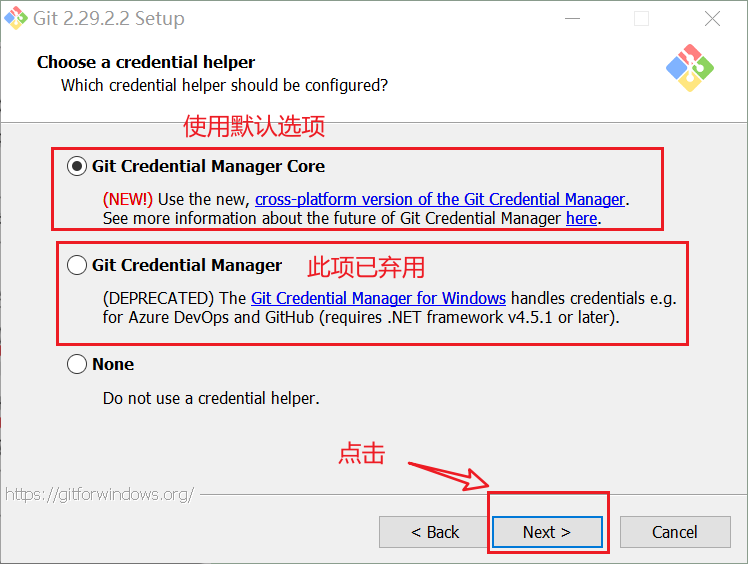 Git 2.29.2.2 Setup
Choose a credential helper
Which credential helper should be configured?
使用默认选项
Git Credential Manager Core
(NEW!) Use the new, cross-platform version of the Git Credential Manager.
See more information about the future of Git Credential Manager here.
Git Credential Manager 此项已弃用
(DEPRECATED) The Git Credential Manager for Windows handles credentials e.g.
for Azure DevOps and GitHub (requires .NET framework v4.5.1 or later).
None
Do not use a credential helper.
点击
https://gitforwindows.org/
< Back Next > Cancel